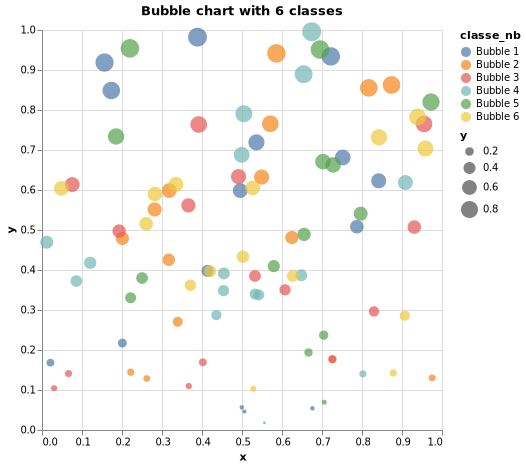 Bubble chart with 6 classes
1.0
0.9
0.8
0.7
0.6
0.5
0.4
0.3
0.2
0.1
0.0
y
0.0 0.1 0.2 0.3 0.4 0.5 0.6 0.7 0.8 0.9 1.0
x
classe_nb
Bubble 1
Bubble 2
Bubble 3
Bubble 4
Bubble 5
Bubble 6
y
0.2
0.4
0.6
0.8